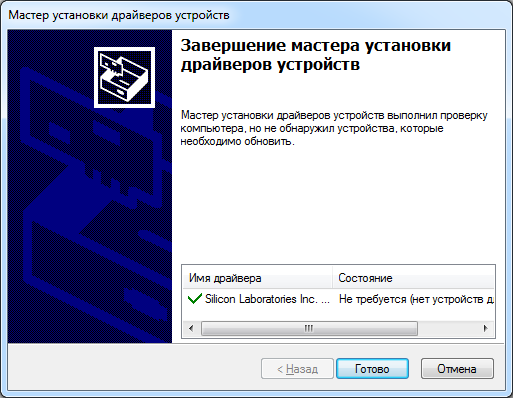 Мастер установки драйверов устройств
Завершение мастера установки
драйверов устройств
Мастер установки драйверов устройств выполнил проверку
компьютера, но не обнаружил устройства, которые
необходимо обновить.
Имя драйвера Состояние
Silicon Laboratories Inc. ... Не требуется (нет устройств д
< Назад Готово Отмена